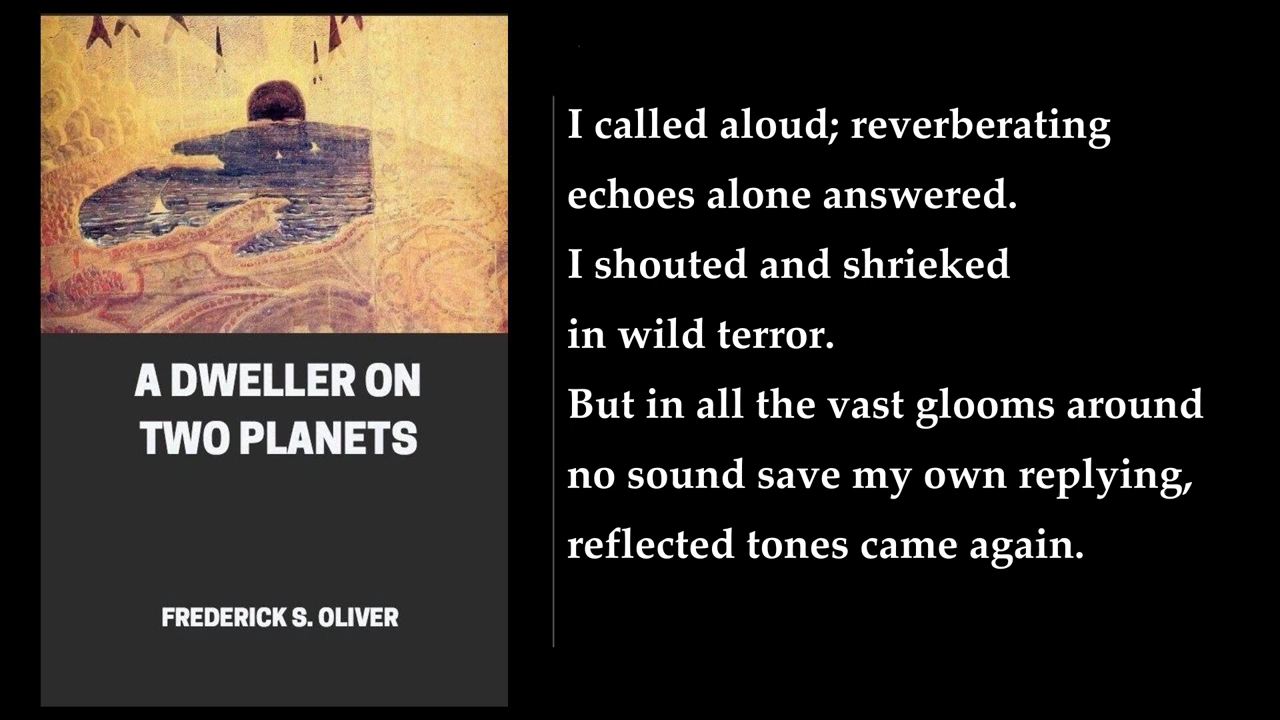 A DWELLER ON
TWO PLANETS
FREDERICK S. OLIVER
I called aloud; reverberating
echoes alone answered.
I shouted and shrieked
in wild terror.
But in all the vast glooms around
no sound save my own replying,
reflected tones came again.